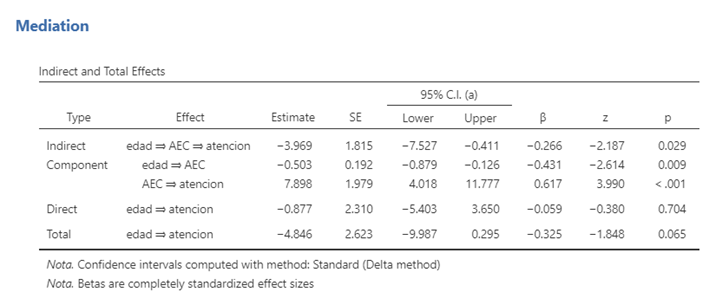 Mediation
Indirect and Total Effects
95% C.I. (a)
Type Effect Estimate SE Lower Upper β z p
Indirect edad ⇒ AEC ⇒ atencion −3.969 1.815 −7.527 −0.411 −0.266 −2.187 0.029
Component edad ⇒ AEC −0.503 0.192 −0.879 −0.126 −0.431 −2.614 0.009
AEC ⇒ atencion 7.898 1.979 4.018 11.777 0.617 3.990 < .001
Direct edad ⇒ atencion −0.877 2.310 −5.403 3.650 −0.059 −0.380 0.704
Total edad ⇒ atencion −4.846 2.623 −9.987 0.295 −0.325 −1.848 0.065
Nota. Confidence intervals computed with method: Standard (Delta method)
Nota. Betas are completely standardized effect sizes